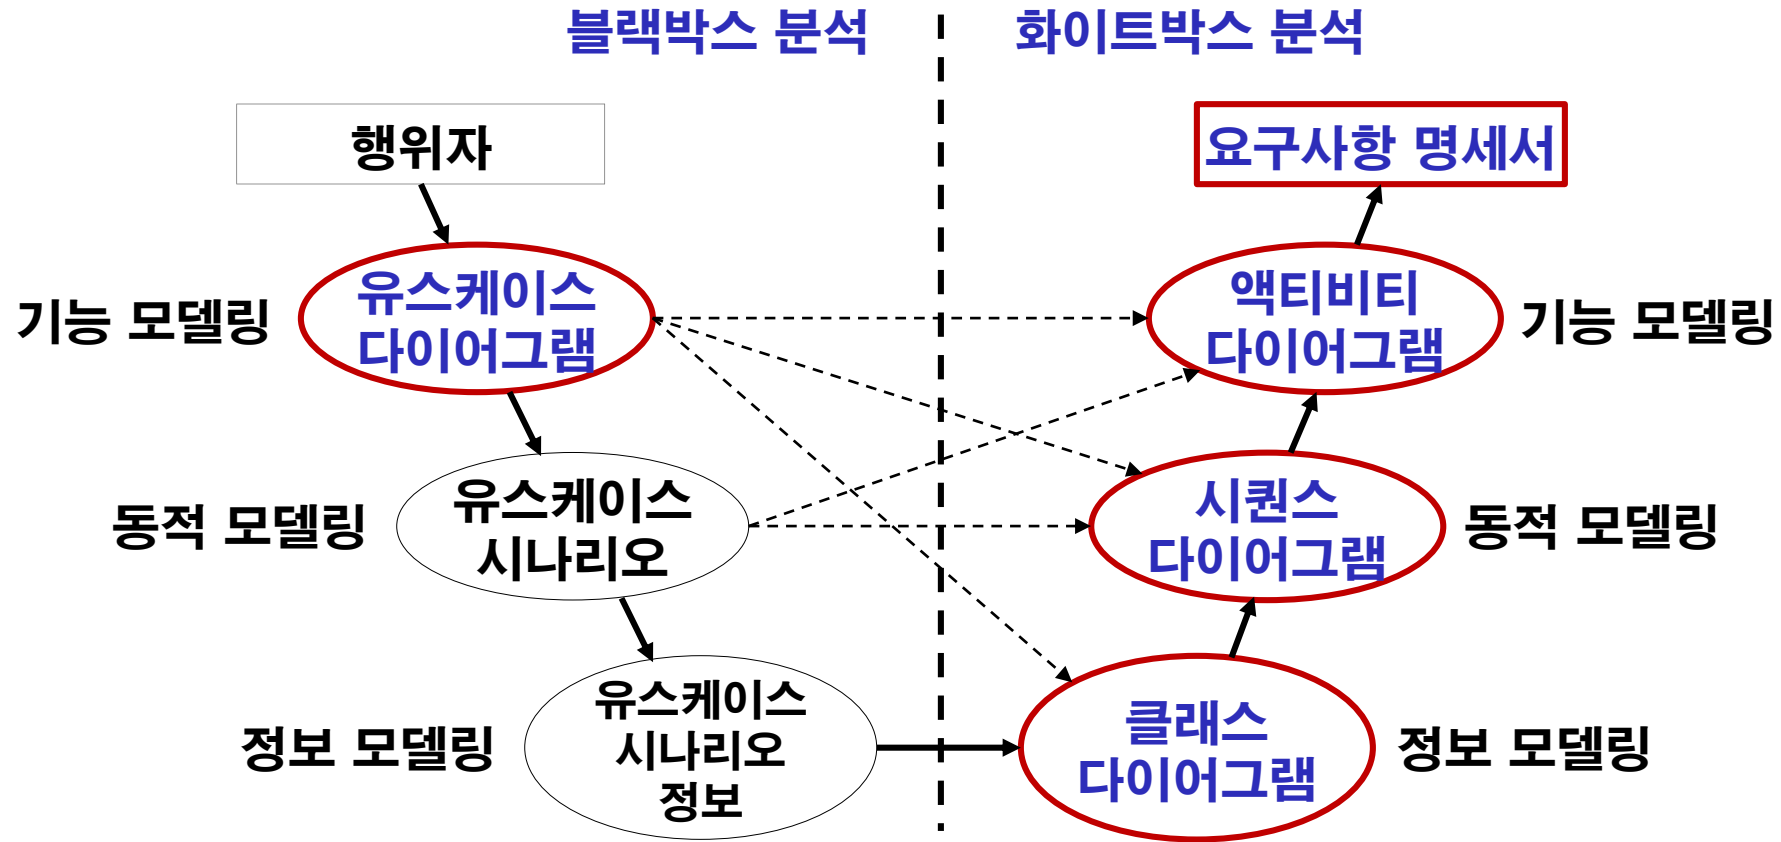 블랙박스 분석
화이트박스 분석
행위자
요구사항 명세서
기능 모델링
유스케이스
다이어그램
액티비티
다이어그램
기능 모델링
동적 모델링
유스케이스
시나리오
시퀀스
다이어그램
동적 모델링
정보 모델링
유스케이스
시나리오
정보
클래스
다이어그램
정보 모델링